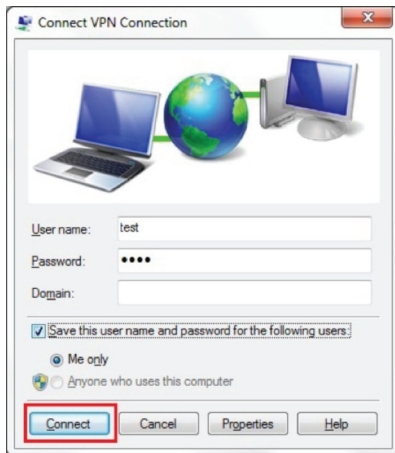 Connect VPN Connection
User name: test
Password: ••••
Domain:
Save this user name and password for the following users:
Me only
Anyone who uses this computer
Connect Cancel Properties Help